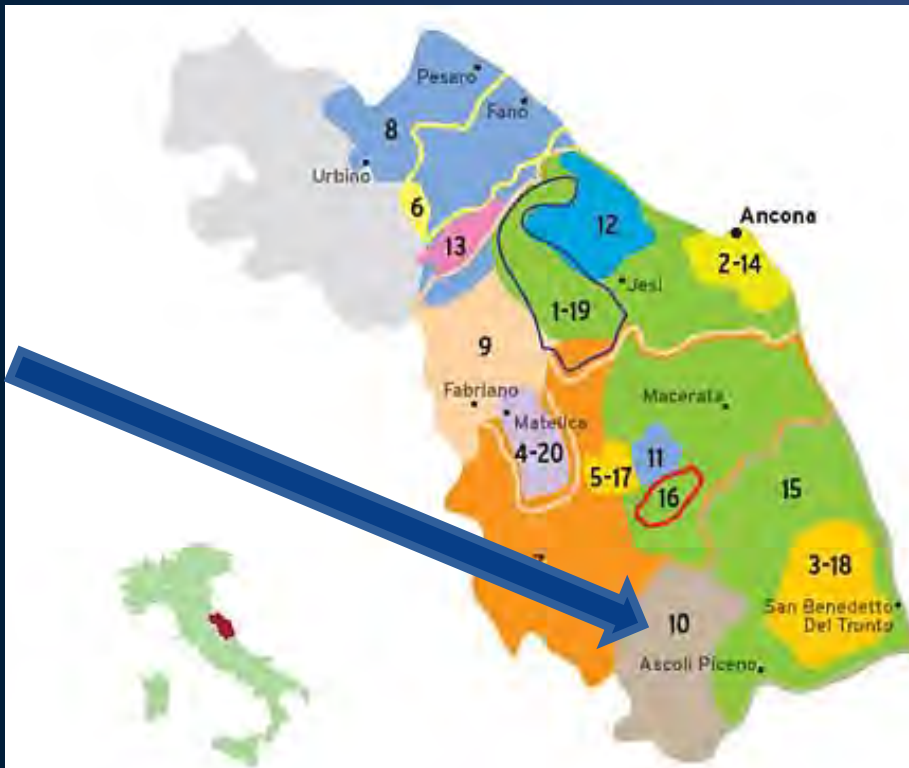 Pesaro
Fano
8
Urbino
6
13
12
Ancona
2-14
Jesi
1-19
9
Fabriano
Macerata
Matelica
4-20
11
5-17
16
15
3-18
San Benedetto
Del Tronto
10
Ascoli Piceno